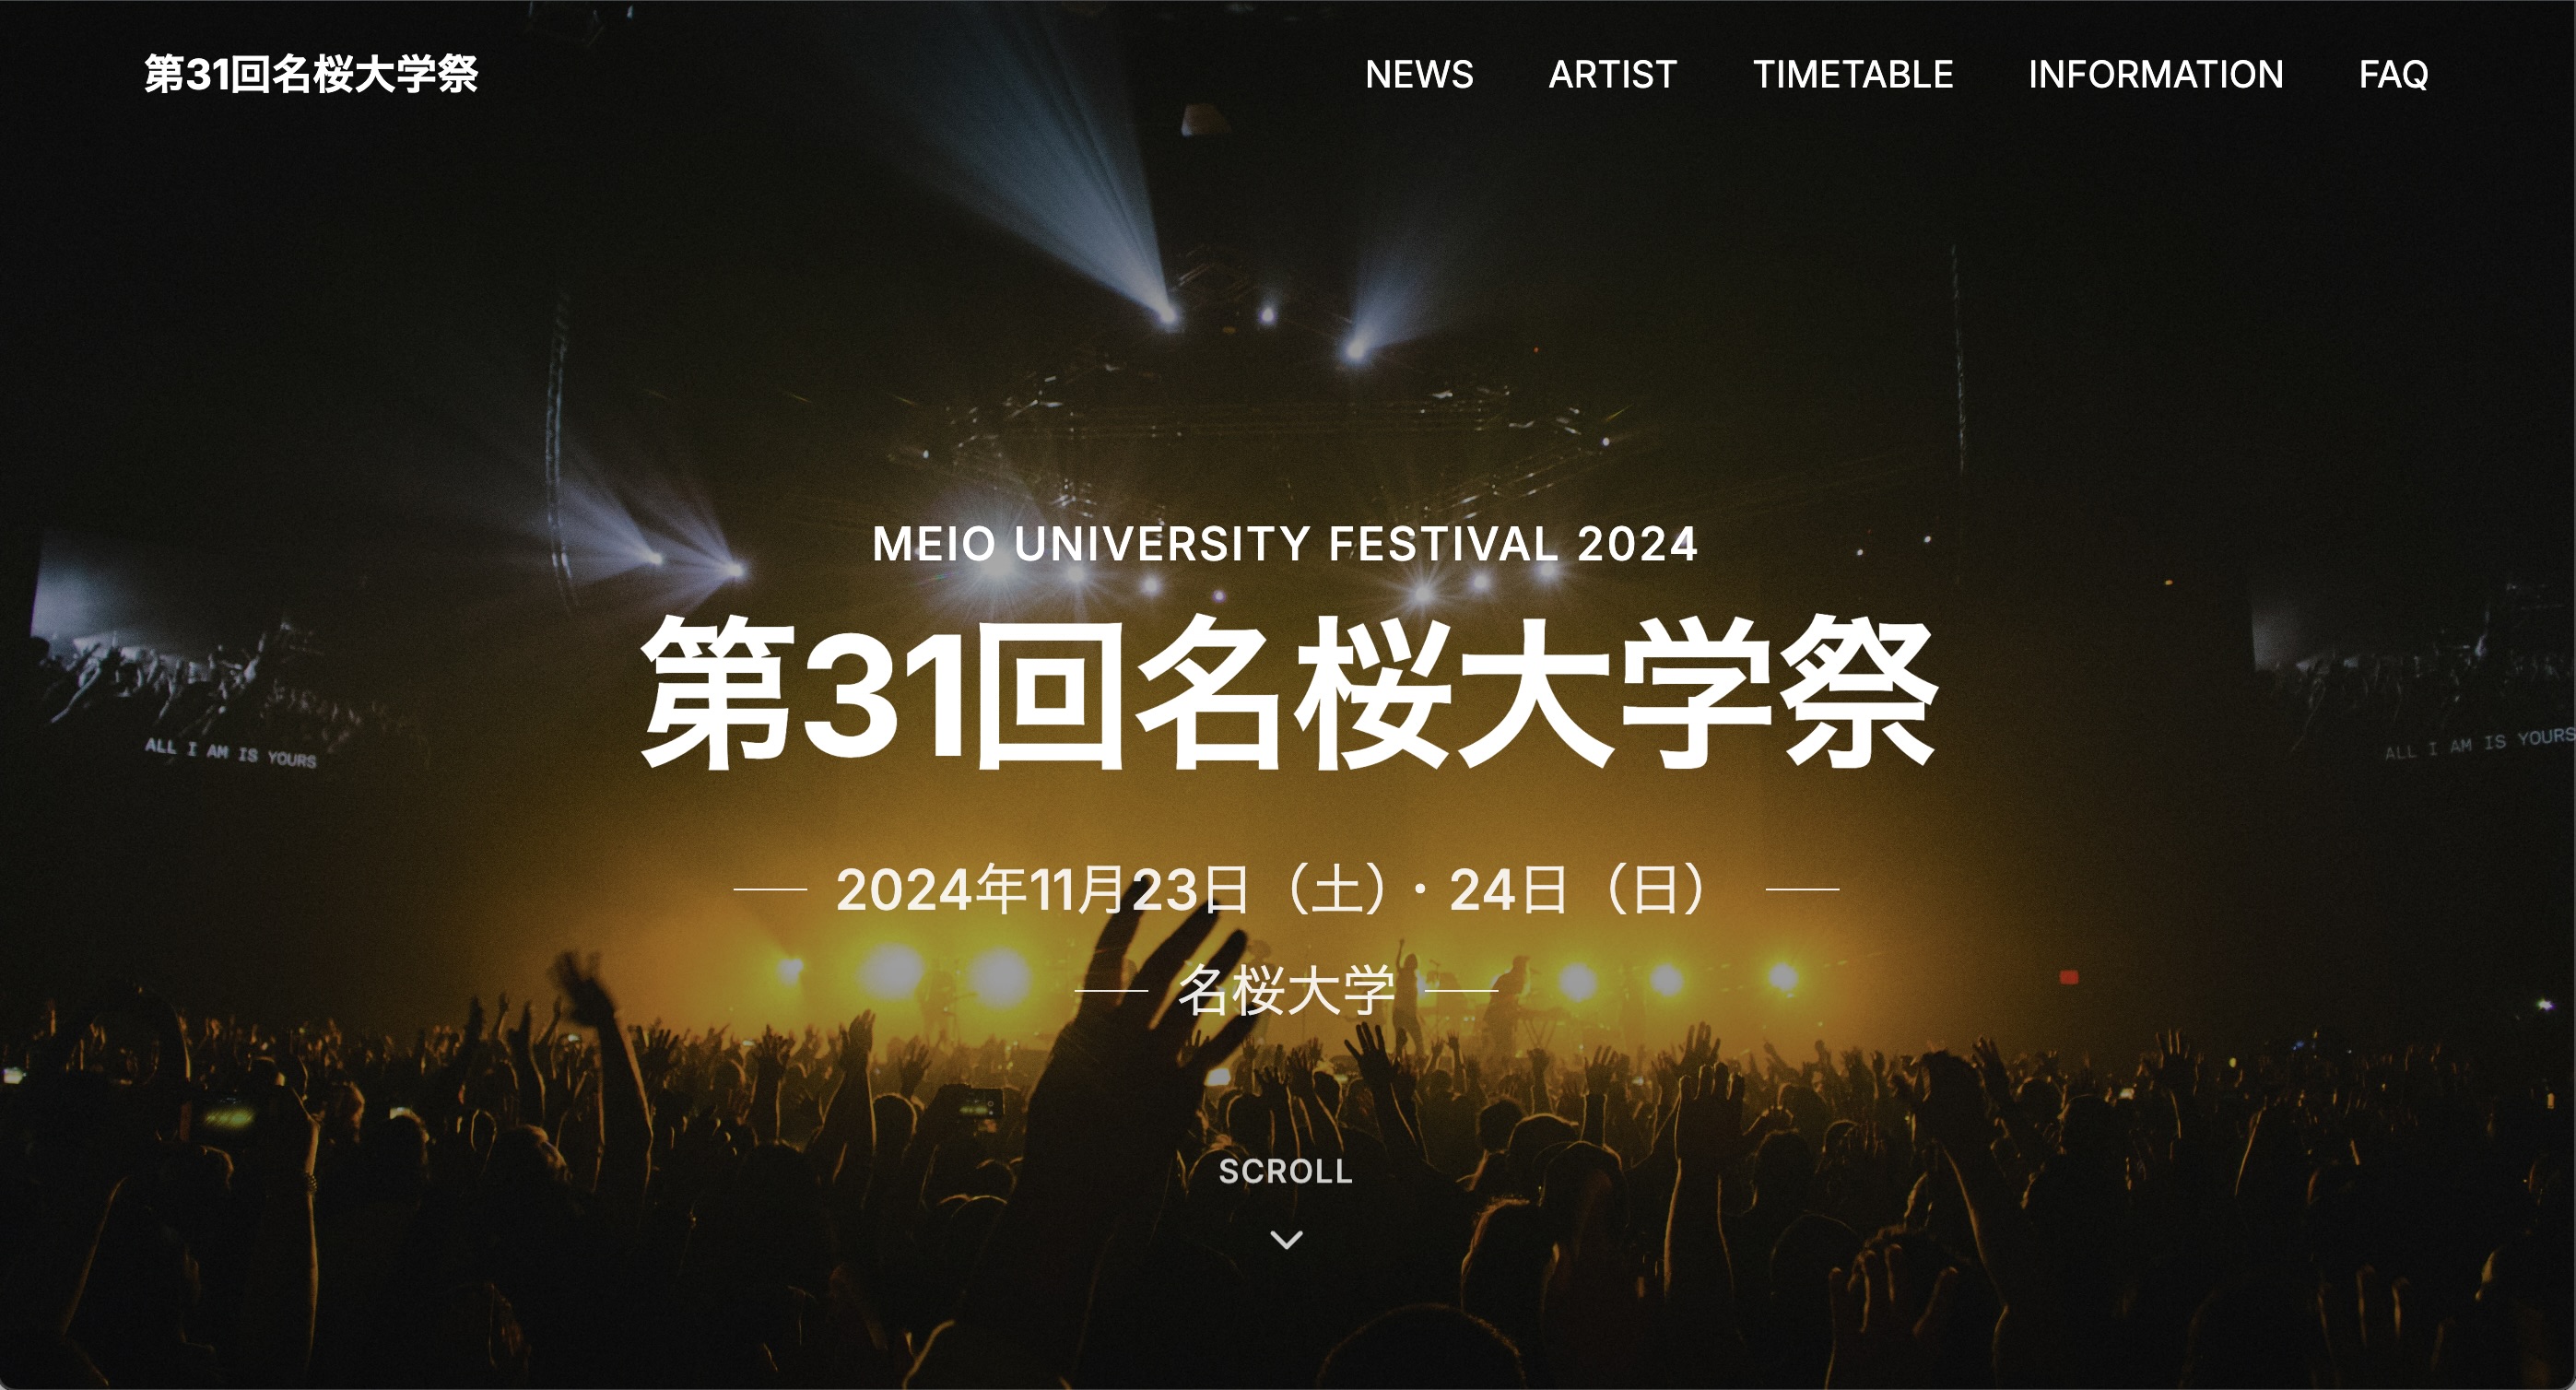 第31回名桜大学祭
NEWS ARTIST TIMETABLE INFORMATION FAQ
MEIO UNIVERSITY FESTIVAL 2024
第31回名桜大学祭
2024年11月23日（土）・24日（日）
名桜大学
ALL I AM IS YOURS
ALL I AM IS YOURS
SCROLL